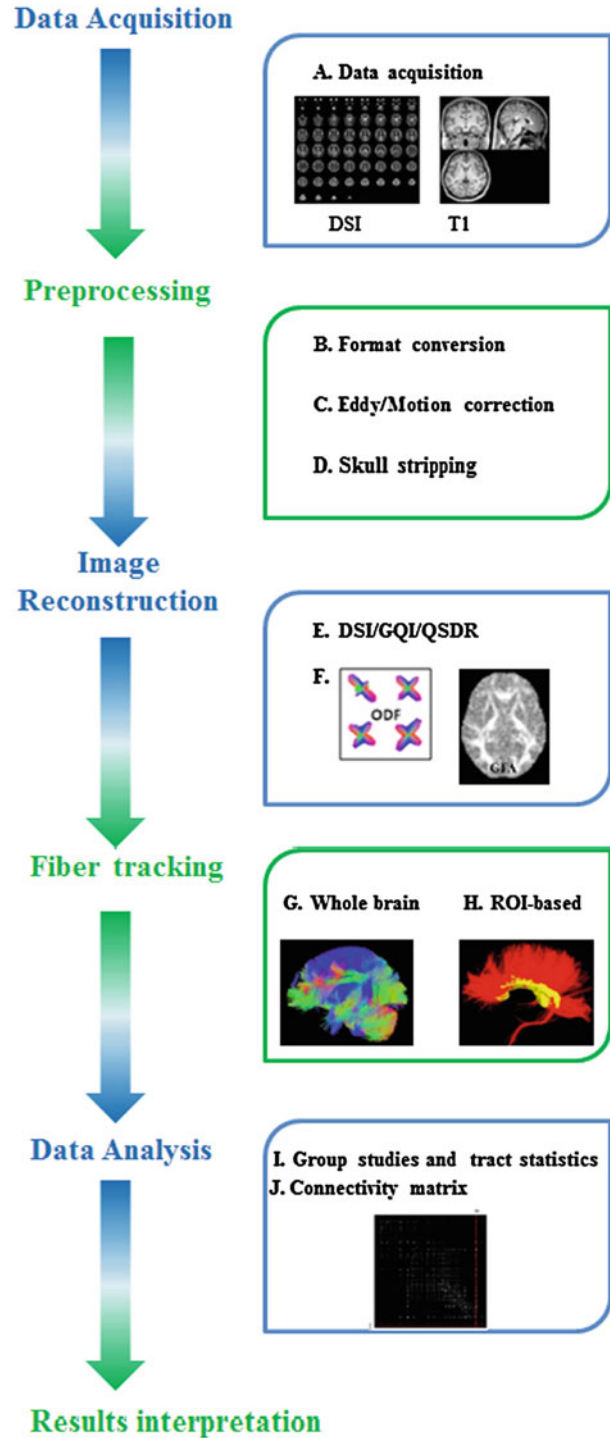 Data Acquisition
A. Data acquisition
DSI T1
Preprocessing
B. Format conversion
C. Eddy/Motion correction
D. Skull stripping
Image
Reconstruction
E. DSI/GQI/QSDR
F.
ODF
GFA
Fiber tracking
G. Whole brain H. ROI-based
Data Analysis
I. Group studies and tract statistics
J. Connectivity matrix
Results interpretation